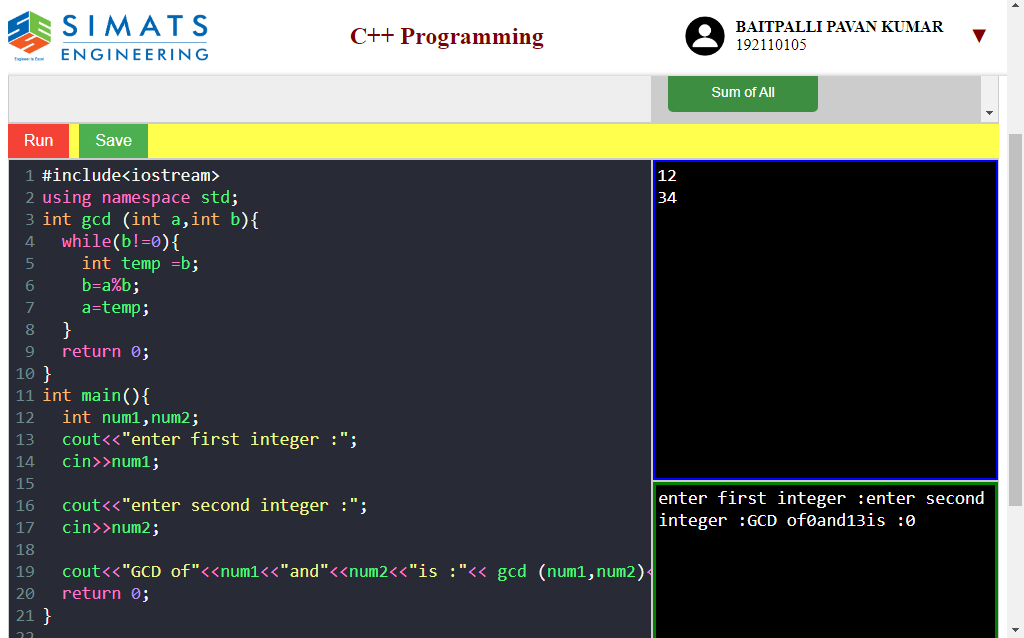 SIMATS
ENGINEERING
Engineer to Excel
C++ Programming
BAITPALLI PAVAN KUMAR
192110105
Sum of All
Run
Save
1 #include<iostream>
2 using namespace std;
3 int gcd (int a,int b){
4 while(b!=0){
5 int temp =b;
6 b=a%b;
7 a=temp;
8 }
9 return 0;
10 }
11 int main(){
12 int num1,num2;
13 cout<<"enter first integer :";
14 cin>>num1;
15
16 cout<<"enter second integer :";
17 cin>>num2;
18
19 cout<<"GCD of"<<num1<<"and"<<num2<<"is :"<< gcd (num1,num2)<
20 return 0;
21 }
22
12
34
enter first integer :enter second
integer :GCD of0and13is :0